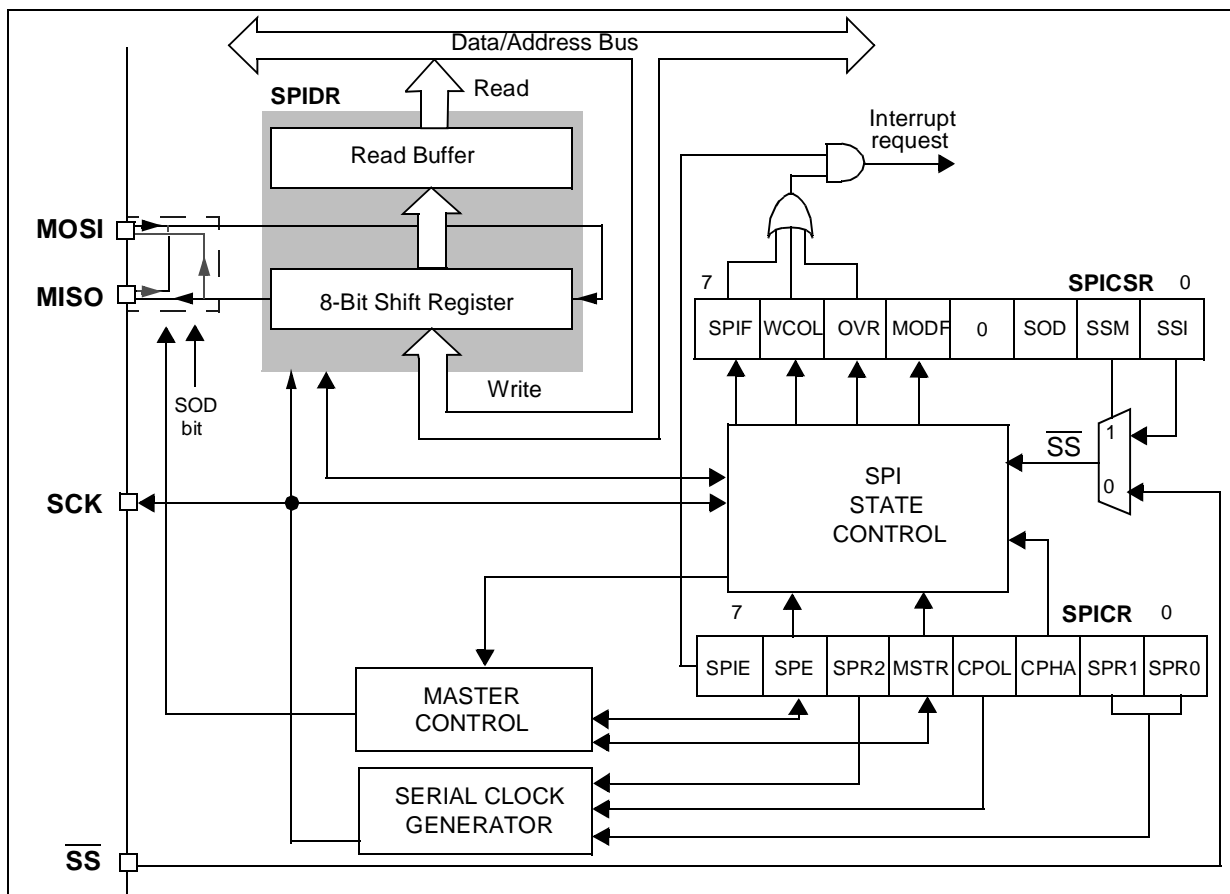 Data/Address Bus
SPIDR
Read
Read Buffer
Interrupt
request
MOSI
MISO
8-Bit Shift Register
7
SPICSR
0
SPIF
WCOL
OVR
MODF
0
SOD
SSM
SSI
Write
SOD
bit
1
SS
0
SCK
SPI
STATE
CONTROL
7
SPICR
0
SPIE
SPE
SPR2
MSTR
CPOL
CPHA
SPR1
SPR0
MASTER
CONTROL
SERIAL CLOCK
GENERATOR
SS